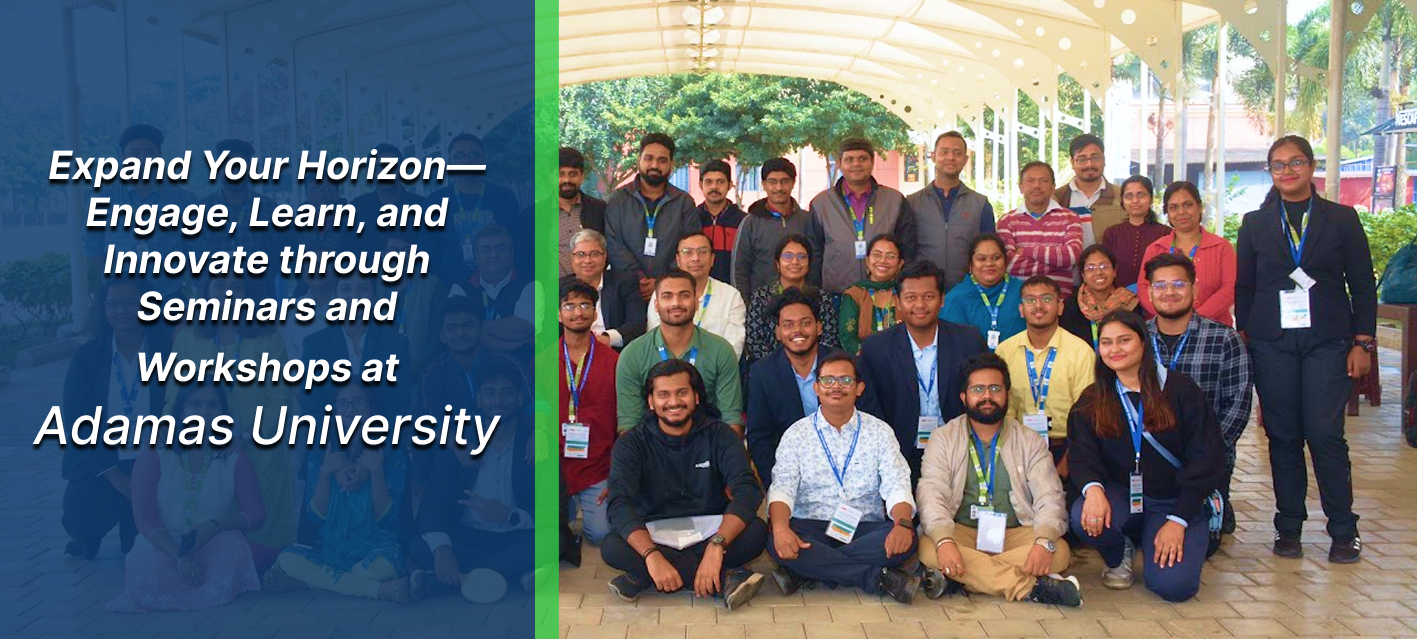 Expand Your Horizon—
Engage, Learn, and
Innovate through
Seminars and
Workshops at
Adamas University